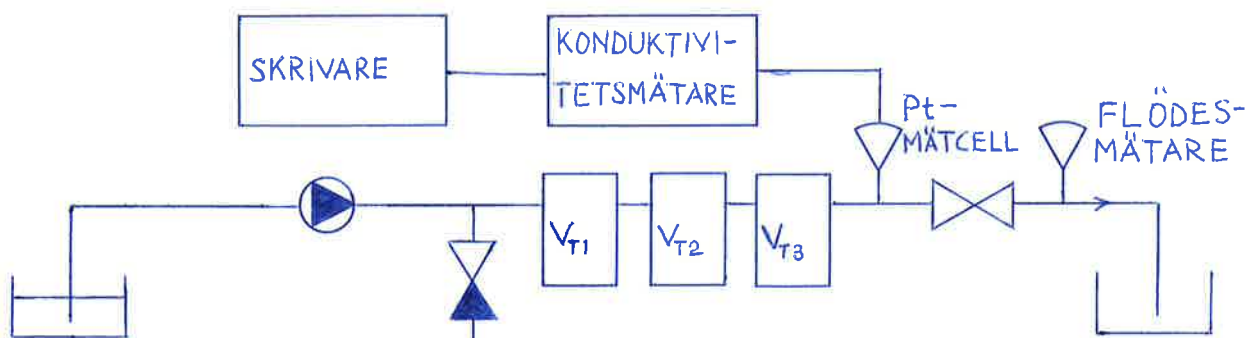 SKRIVARE
KONDUKTIVI-
TETSMÄTARE
Pt-
MÄTCELL
FLÖDES-
MÄTARE
VT1
VT2
VT3